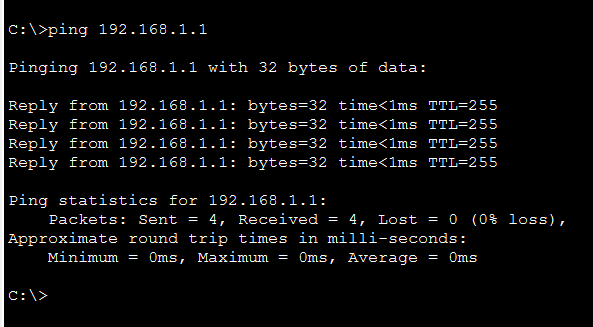 C:\>ping 192.168.1.1
Pinging 192.168.1.1 with 32 bytes of data:
Reply from 192.168.1.1: bytes=32 time<1ms TTL=255
Reply from 192.168.1.1: bytes=32 time<1ms TTL=255
Reply from 192.168.1.1: bytes=32 time<1ms TTL=255
Reply from 192.168.1.1: bytes=32 time<1ms TTL=255
Ping statistics for 192.168.1.1:
    Packets: Sent = 4, Received = 4, Lost = 0 (0% loss),
Approximate round trip times in milli-seconds:
    Minimum = 0ms, Maximum = 0ms, Average = 0ms
C:\>